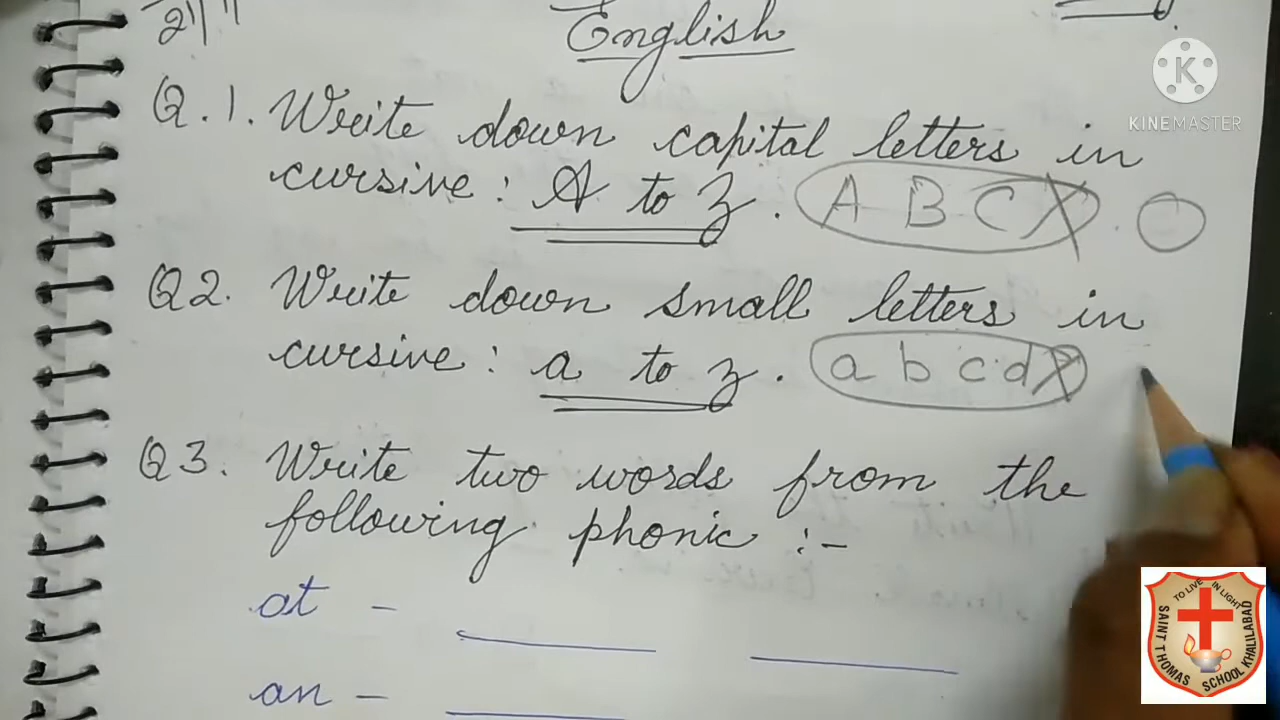 English
Q.1. Write down capital letters in
cursive : A to Z . A B C X .
Q2. Write down small letters in
cursive : a to z . a b c d X
Q3. Write two words from the
following phonic :-
at -
an -
KINEMASTER
TO LIVE IN LIGHT
SAINT THOMAS SCHOOL KHALILABAD